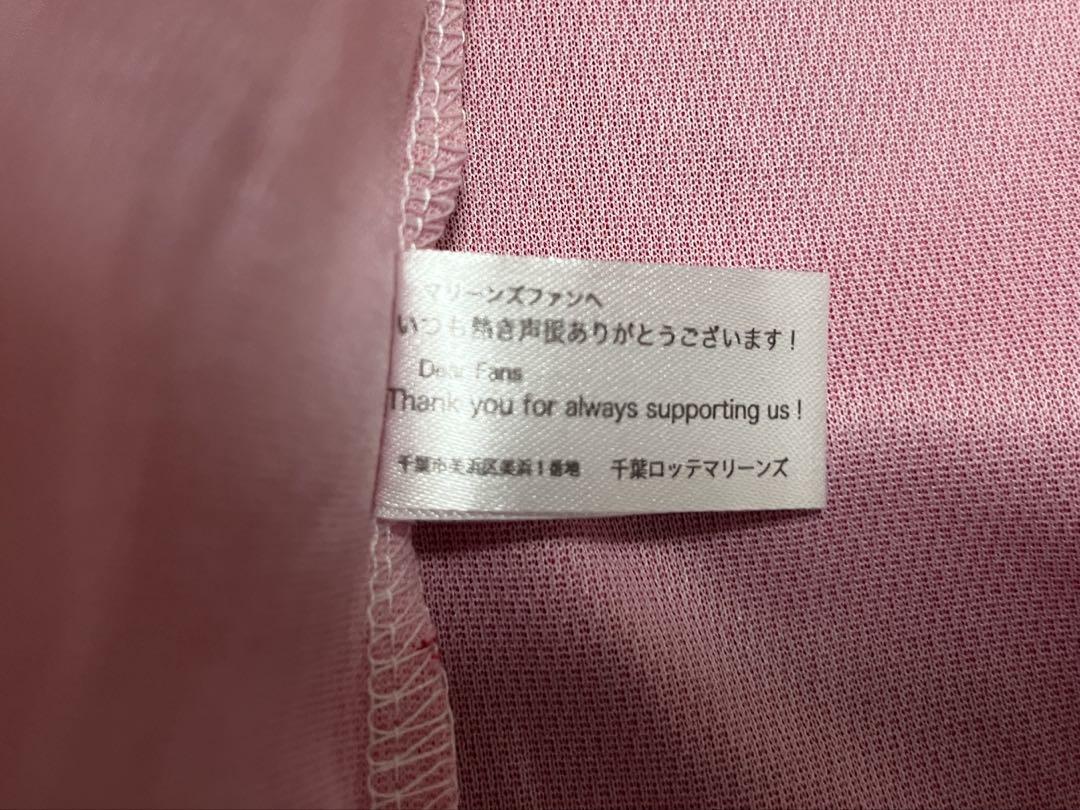 マリーンズファンへ
いつも熱き声援ありがとうございます！
Dear Fans
Thank you for always supporting us !
千葉市美浜区美浜1番地 千葉ロッテマリーンズ